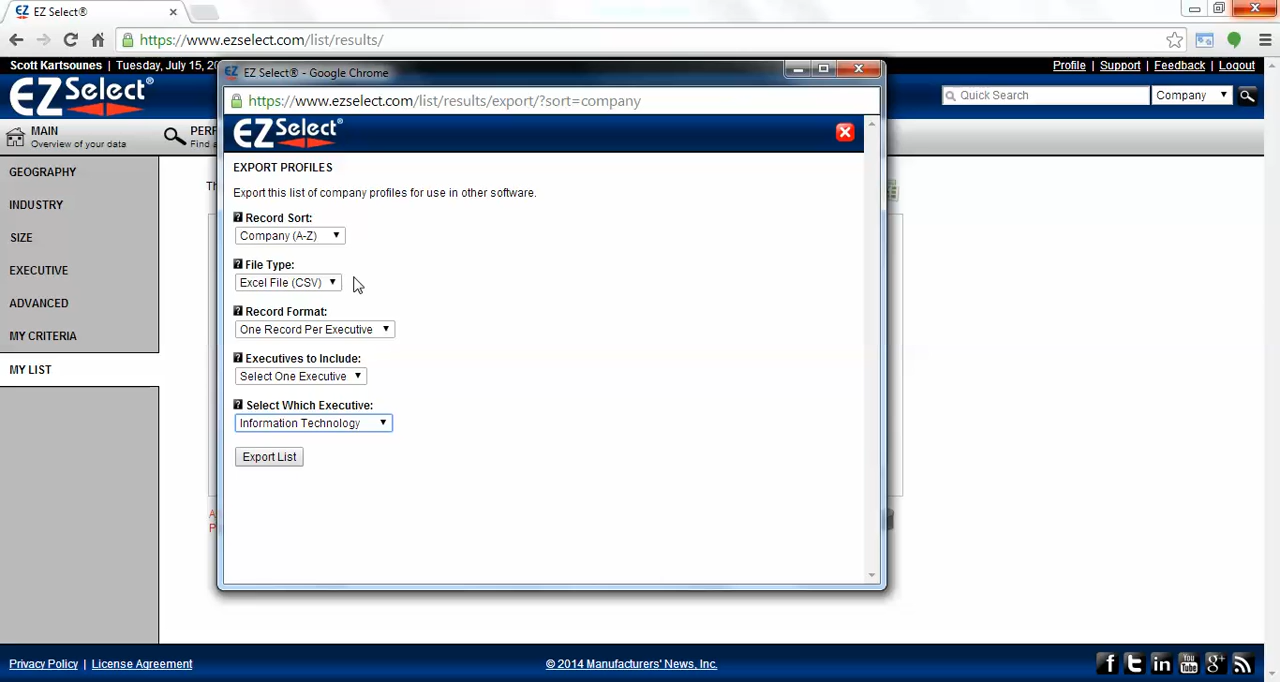 EZ Select®
https://www.ezselect.com/list/results/
Scott Kartsounes | Tuesday, July 15, 20
Profile | Support | Feedback | Logout
EZSelect®
Quick Search
Company
MAIN
Overview of your data
PERF
Find a
GEOGRAPHY
INDUSTRY
SIZE
EXECUTIVE
ADVANCED
MY CRITERIA
MY LIST
Th
EZ Select® - Google Chrome
https://www.ezselect.com/list/results/export/?sort=company
EZSelect®
EXPORT PROFILES
Export this list of company profiles for use in other software.
? Record Sort:
Company (A-Z)
? File Type:
Excel File (CSV)
? Record Format:
One Record Per Executive
? Executives to Include:
Select One Executive
? Select Which Executive:
Information Technology
Export List
Privacy Policy | License Agreement
© 2014 Manufacturers' News, Inc.